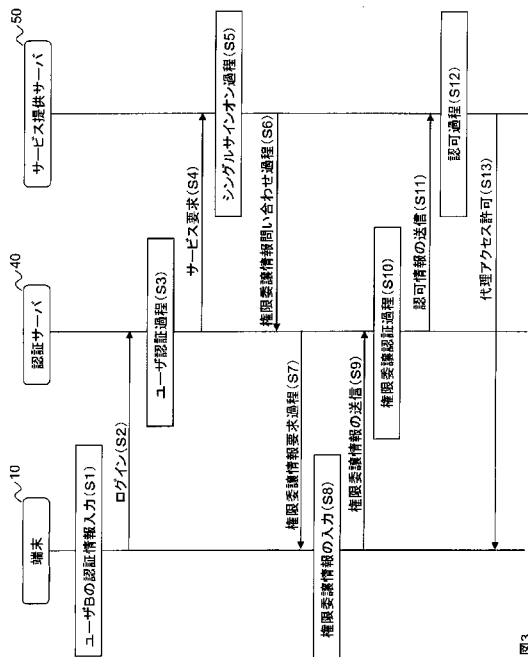 端末
10
認証サーバ
40
サービス提供サーバ
50
ユーザBの認証情報入力(S1)
ログイン(S2)
ユーザ認証過程(S3)
サービス要求(S4)
シングルサインオン過程(S5)
権限委譲情報問い合わせ過程(S6)
権限委譲情報要求過程(S7)
権限委譲情報の入力(S8)
権限委譲情報の送信(S9)
権限委譲認証過程(S10)
認可情報の送信(S11)
認可過程(S12)
代理アクセス許可(S13)
図3